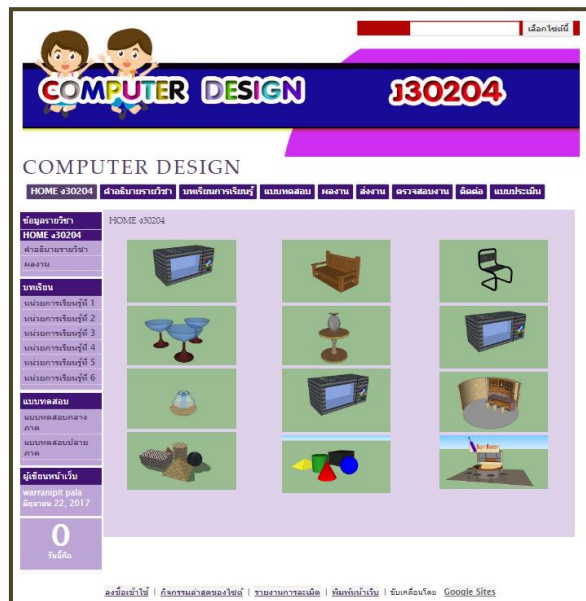 เลือกไซต์นี้
COMPUTER DESIGN
ง30204
COMPUTER DESIGN
HOME ง30204 คำอธิบายรายวิชา บทเรียนการเรียนรู้ แบบทดสอบ ผลงาน ส่งงาน ตรวจสอบงาน ติดต่อ แบบประเมิน
ข้อมูลรายวิชา
HOME ง30204
คำอธิบายรายวิชา
ผลงาน
บทเรียน
หน่วยการเรียนรู้ที่ 1
หน่วยการเรียนรู้ที่ 2
หน่วยการเรียนรู้ที่ 3
หน่วยการเรียนรู้ที่ 4
หน่วยการเรียนรู้ที่ 5
หน่วยการเรียนรู้ที่ 6
แบบทดสอบ
แบบทดสอบกลาง
ภาค
แบบทดสอบปลาย
ภาค
ผู้เขียนหน้าเว็บ
warranipit pala
มิถุนายน 22, 2017
0
วันนี้คือ
HOME ง30204
ลงชื่อเข้าใช้ | กิจกรรมล่าสุดของไซต์ | รายงานการละเมิด | พิมพ์หน้าเว็บ | ขับเคลื่อนโดย Google Sites